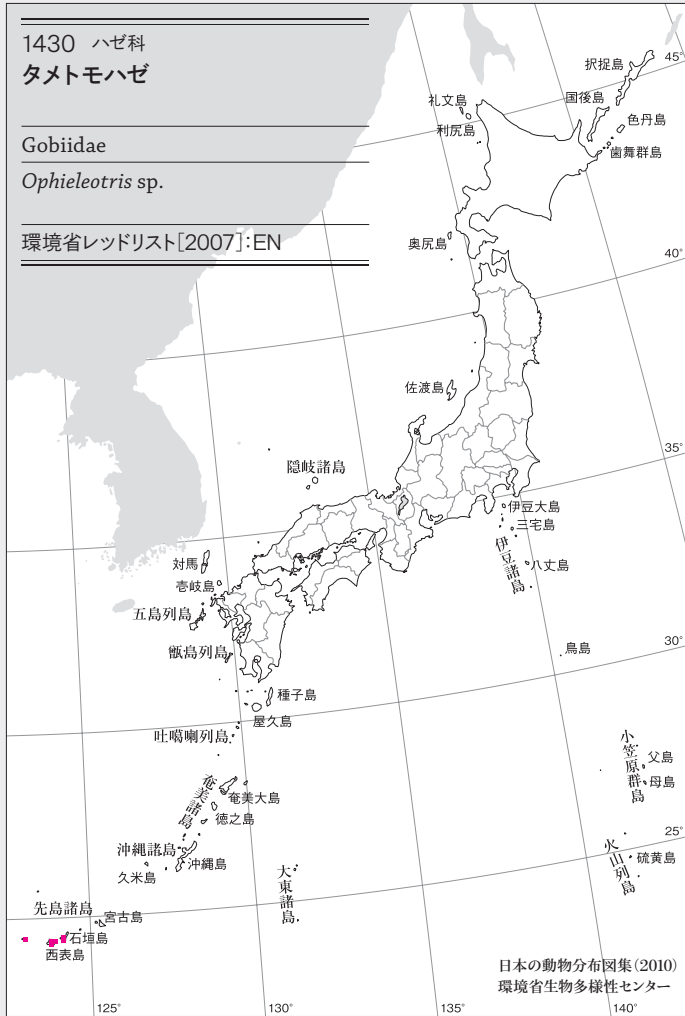 1430 ハゼ科
タメトモハゼ
Gobiidae
Ophieleotris sp.
環境省レッドリスト[2007]:EN
択捉島
45°
国後島
礼文島
色丹島
利尻島
歯舞群島
奥尻島
40°
佐渡島
35°
隠岐諸島
伊豆大島
三宅島
伊豆諸島
八丈島
対馬
壱岐島
五島列島
甑島列島
鳥島
30°
種子島
屋久島
吐噶喇列島
小笠原群島
父島
母島
奄美諸島
奄美大島
徳之島
25°
沖縄諸島
沖縄島
久米島
火山列島
硫黄島
大東諸島
先島諸島
宮古島
石垣島
西表島
日本の動物分布図集(2010)
環境省生物多様性センター
125°
130°
135°
140°